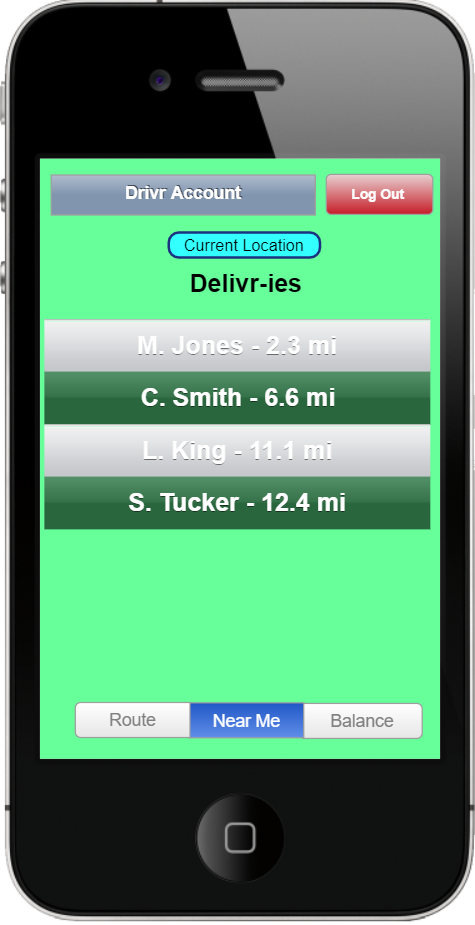 Drivr Account
Log Out
Current Location
Delivr-ies
M. Jones - 2.3 mi
C. Smith - 6.6 mi
L. King - 11.1 mi
S. Tucker - 12.4 mi
Route
Near Me
Balance